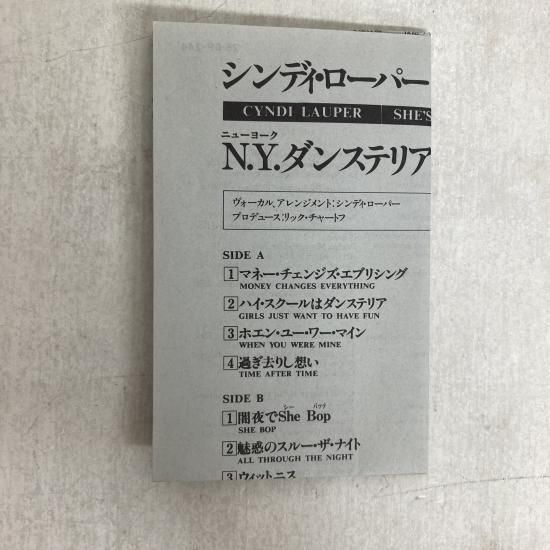 シンディ・ローパー
CYNDI LAUPER SHE'S
ニューヨーク
N.Y.ダンステリア
ヴォーカル、アレンジメント:シンディ・ローパー
プロデュース:リック・チャートフ
SIDE A
1 マネー・チェンジズ・エブリシング
MONEY CHANGES EVERYTHING
2 ハイ・スクールはダンステリア
GIRLS JUST WANT TO HAVE FUN
3 ホエン・ユー・ワー・マイン
WHEN YOU WERE MINE
4 過ぎ去りし想い
TIME AFTER TIME
SIDE B
シー バップ
1 闇夜でShe Bop
SHE BOP
2 魅惑のスルー・ザ・ナイト
ALL THROUGH THE NIGHT
3 ウィットニス